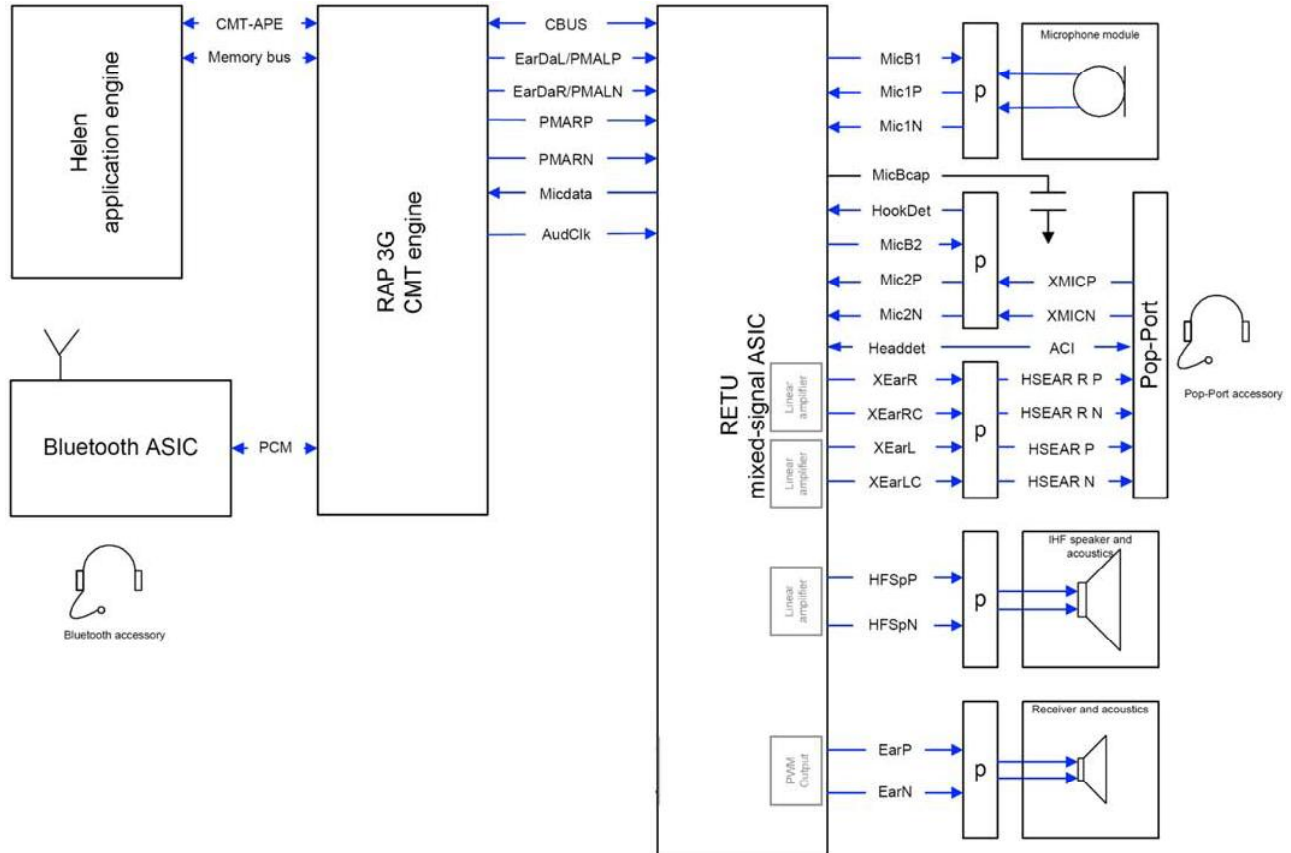 Helen
application engine
CMT-APE
Memory bus
RAP 3G
CMT engine
CBUS
EarDaL/PMALP
EarDaR/PMALN
PMARP
PMARN
Micdata
AudClk
RETU
mixed-signal ASIC
MicB1
Mic1P
Mic1N
p
Microphone module
MicBcap
HookDet
MicB2
Mic2P
Mic2N
p
XMICP
XMICN
Headdet
ACI
Pop-Port
Pop-Port accessory
Linear
amplifier
XEarR
XEarRC
Linear
amplifier
XEarL
XEarLC
p
HSEAR R P
HSEAR R N
HSEAR P
HSEAR N
Bluetooth ASIC
PCM
Bluetooth accessory
Linear
amplifier
HFSpP
HFSpN
p
IHF speaker and
acoustics
PWM
Output
EarP
EarN
p
Receiver and acoustics